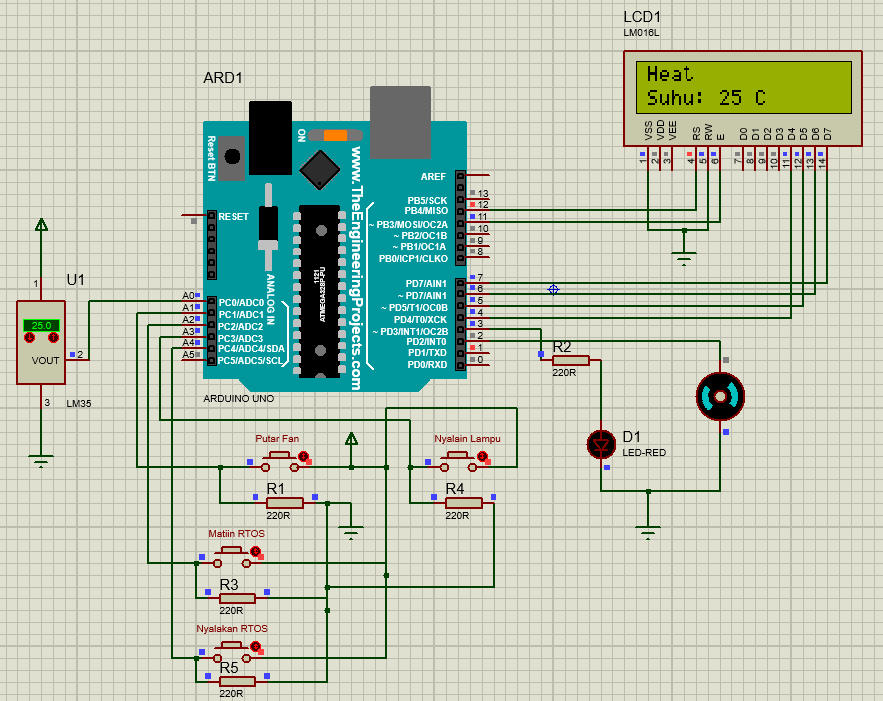 LCD1
LM016L
Heat
Suhu: 25 C
VSS
VDD
VEE
RS
RW
E
D0
D1
D2
D3
D4
D5
D6
D7
1
2
3
4
5
6
7
8
9
10
11
12
13
14
ARD1
Reset BTN
ON
www.TheEngineeringProjects.com
1121
ATMEGA328P-PU
ANALOG IN
RESET
AREF
PB5/SCK
13
PB4/MISO
12
~ PB3/MOSI/OC2A
11
~ PB2/OC1B
10
~ PB1/OC1A
9
PB0/ICP1/CLKO
8
PD7/AIN1
7
~ PD7/AIN1
6
~ PD5/T1/OC0B
5
PD4/T0/XCK
4
~ PD3/INT1/OC2B
3
PD2/INT0
2
PD1/TXD
1
PD0/RXD
0
A0
PC0/ADC0
A1
PC1/ADC1
A2
PC2/ADC2
A3
PC3/ADC3
A4
PC4/ADC4/SDA
A5
PC5/ADC5/SCL
ARDUINO UNO
U1
1
25.0
VOUT
2
3
LM35
R2
220R
D1
LED-RED
Putar Fan
R1
220R
Nyalain Lampu
R4
220R
Matiin RTOS
R3
220R
Nyalakan RTOS
R5
220R